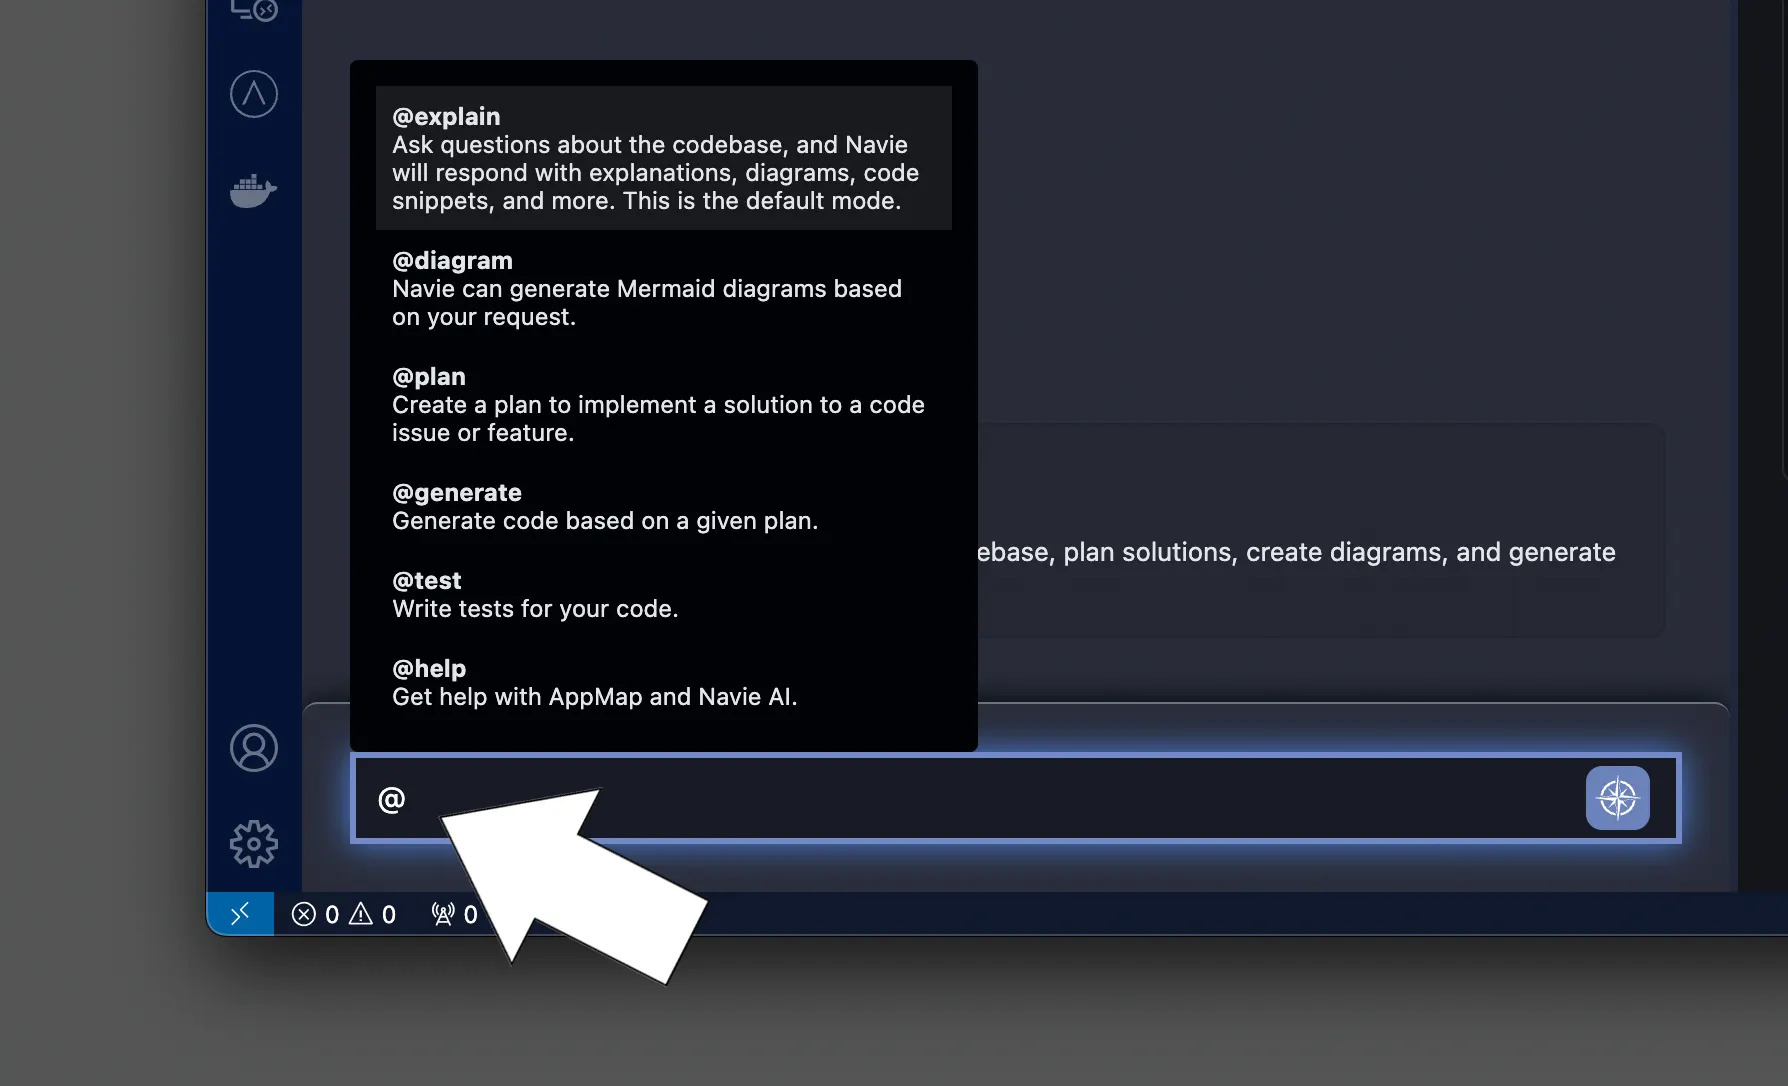 @explain
Ask questions about the codebase, and Navie
will respond with explanations, diagrams, code
snippets, and more. This is the default mode.
@diagram
Navie can generate Mermaid diagrams based
on your request.
@plan
Create a plan to implement a solution to a code
issue or feature.
@generate
Generate code based on a given plan.
ebase, plan solutions, create diagrams, and generate
@test
Write tests for your code.
@help
Get help with AppMap and Navie AI.
@
0 0 0